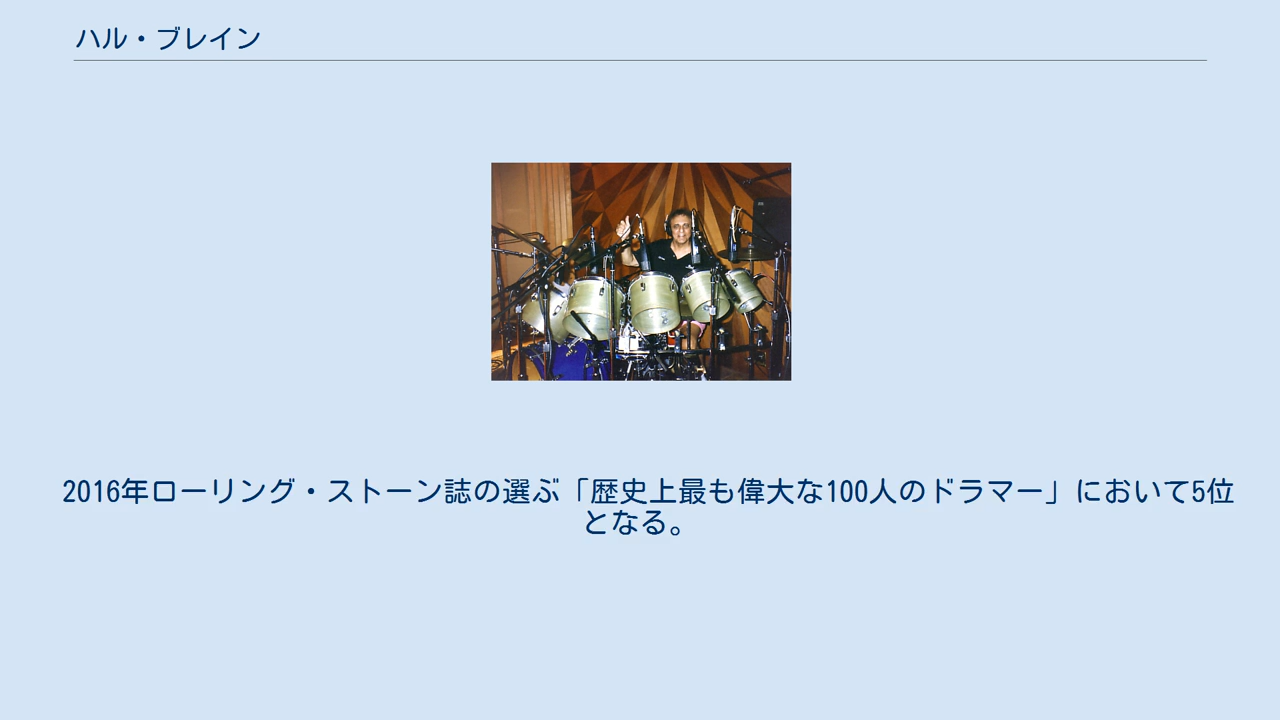 ハル・ブレイン
2016年ローリング・ストーン誌の選ぶ「歴史上最も偉大な100人のドラマー」において5位
となる。